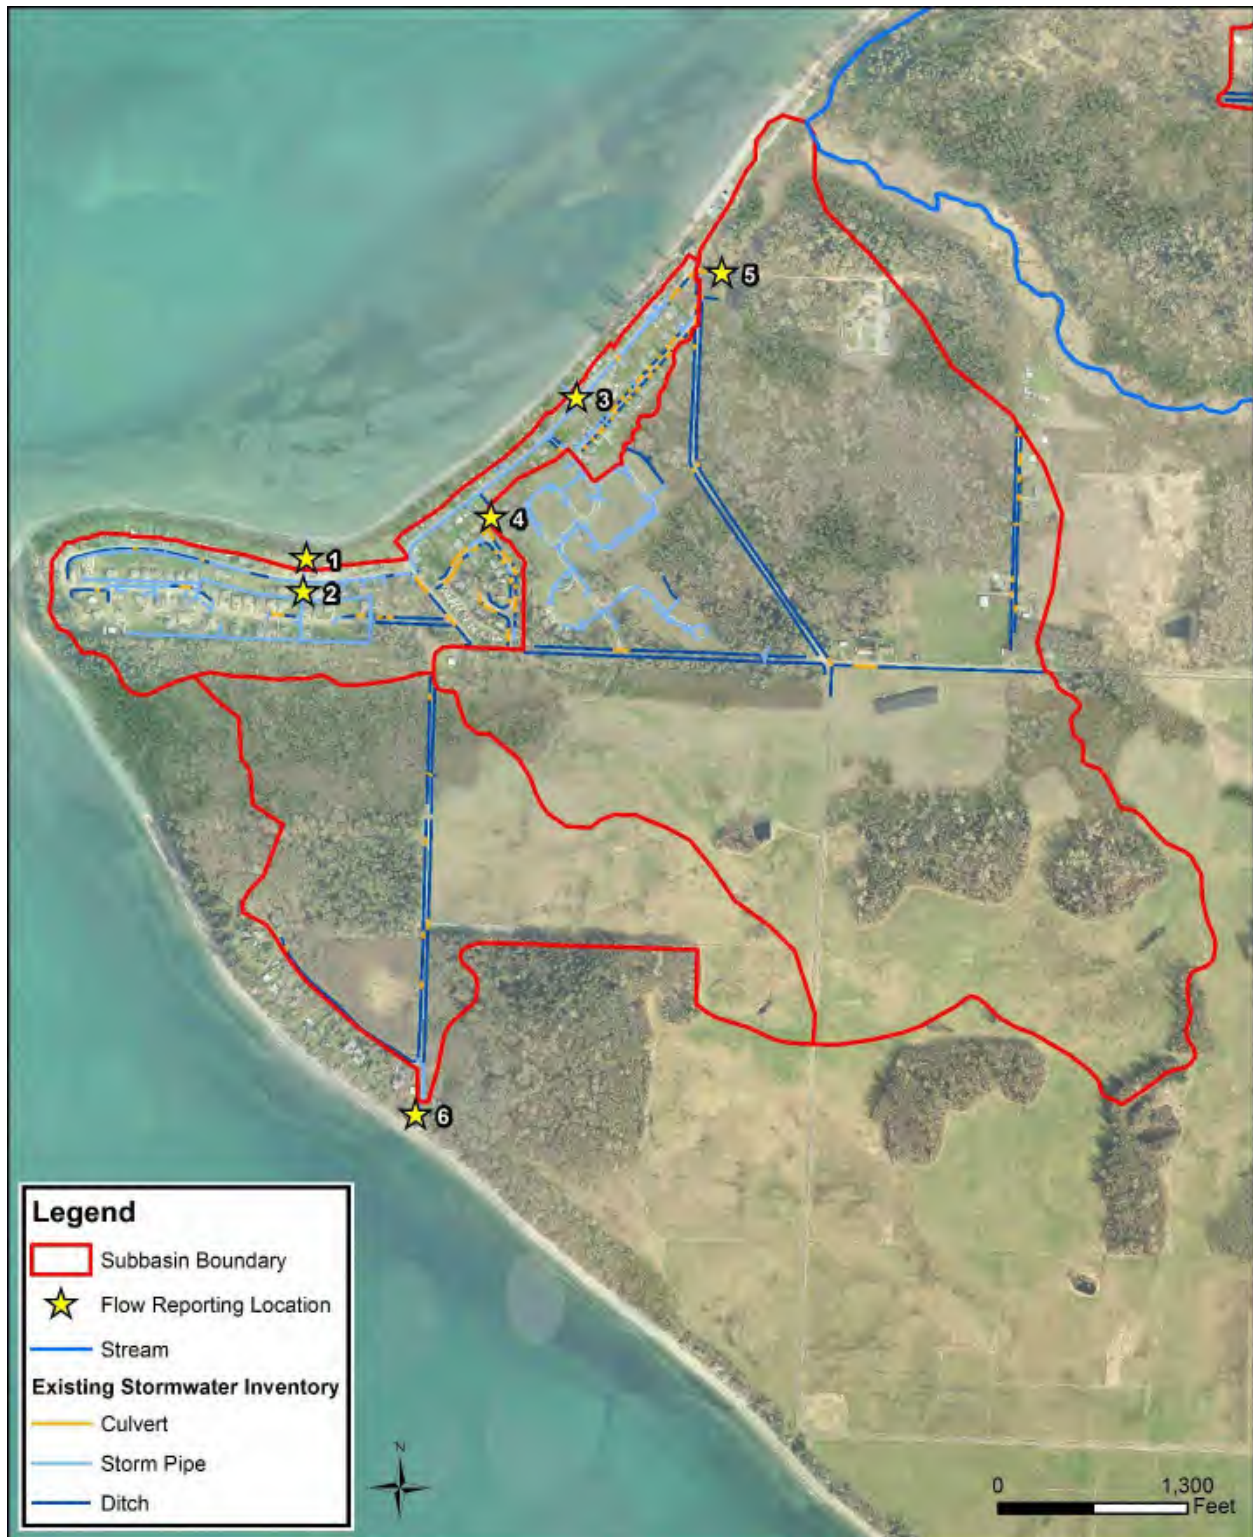 5
3
4
1
2
6
Legend
Subbasin Boundary
Flow Reporting Location
Stream
Existing Stormwater Inventory
Culvert
Storm Pipe
Ditch
N
0 1,300
Feet